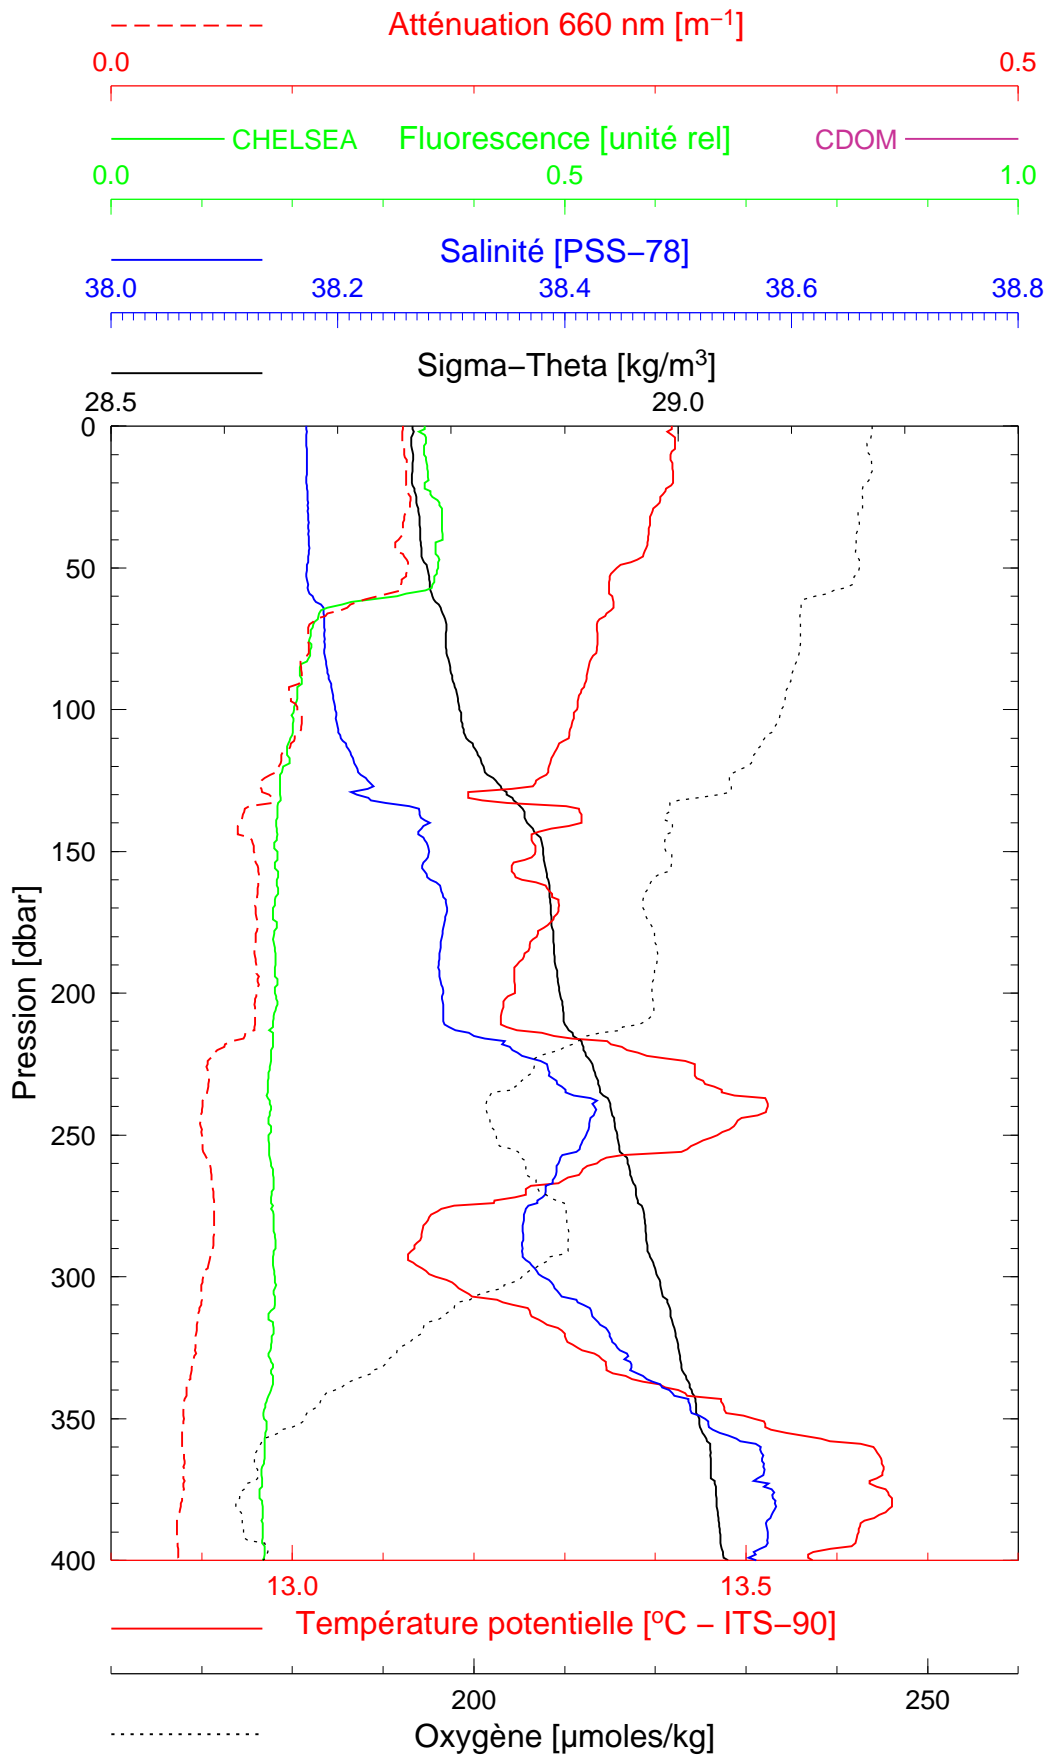 Atténuation 660 nm [m⁻¹]
0.0 0.5
CHELSEA Fluorescence [unité rel] CDOM
0.0 0.5 1.0
Salinité [PSS−78]
38.0 38.2 38.4 38.6 38.8
Sigma−Theta [kg/m³]
28.5 29.0
0
50
100
150
200
250
300
350
400
Pression [dbar]
13.0 13.5
Température potentielle [ºC − ITS−90]
200 250
Oxygène [µmoles/kg]